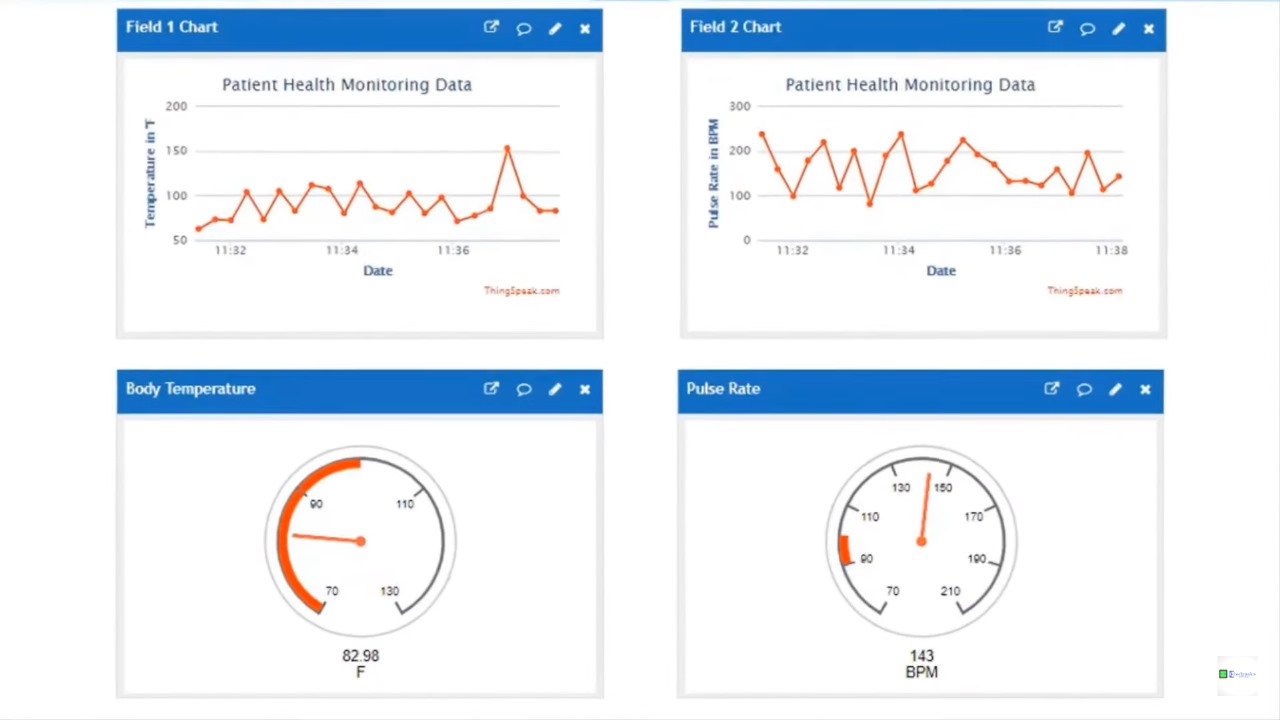 Field 1 Chart
Patient Health Monitoring Data
Temperature in °F
200
150
100
50
11:32
11:34
11:36
Date
ThingSpeak.com
Field 2 Chart
Patient Health Monitoring Data
Pulse Rate in BPM
300
200
100
0
11:32
11:34
11:36
11:38
Date
ThingSpeak.com
Body Temperature
90
110
70
130
82.98
F
Pulse Rate
130
150
110
170
90
190
70
210
143
BPM